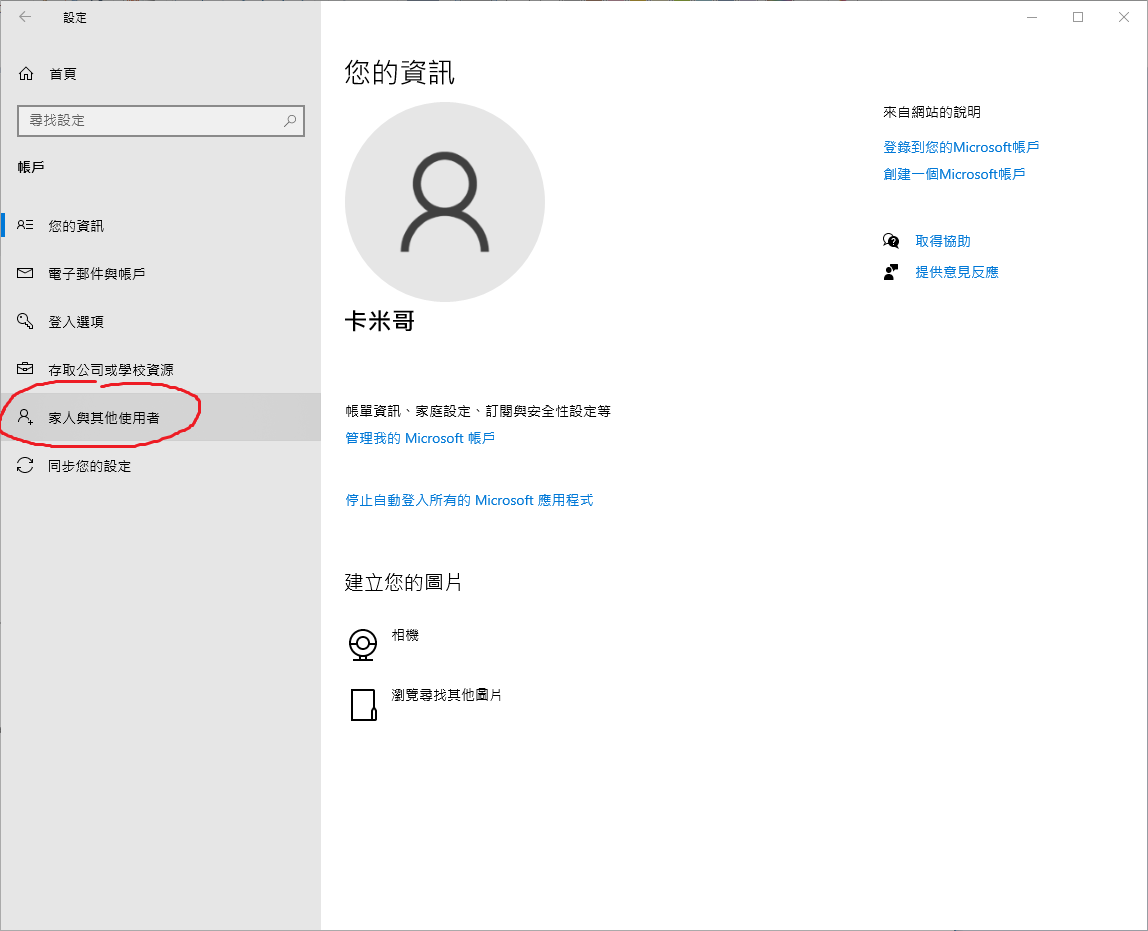 設定
首頁
尋找設定
帳戶
您的資訊
電子郵件與帳戶
登入選項
存取公司或學校資源
家人與其他使用者
同步您的設定
您的資訊
卡米哥
帳單資訊、家庭設定、訂閱與安全性設定等
管理我的 Microsoft 帳戶
停止自動登入所有的 Microsoft 應用程式
建立您的圖片
相機
瀏覽尋找其他圖片
來自網站的說明
登錄到您的Microsoft帳戶
創建一個Microsoft帳戶
取得協助
提供意見反應